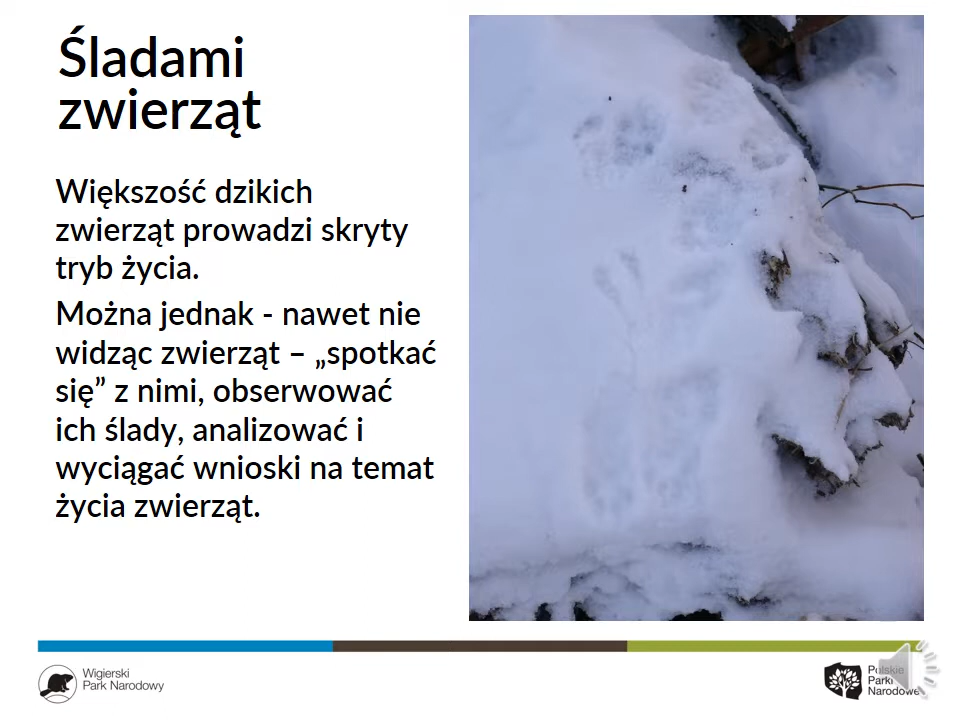 Śladami
zwierząt
Większość dzikich
zwierząt prowadzi skryty
tryb życia.
Można jednak - nawet nie
widząc zwierząt – „spotkać
się” z nimi, obserwować
ich ślady, analizować i
wyciągać wnioski na temat
życia zwierząt.
Wigierski
Park Narodowy
Polskie
Parki
Narodowe